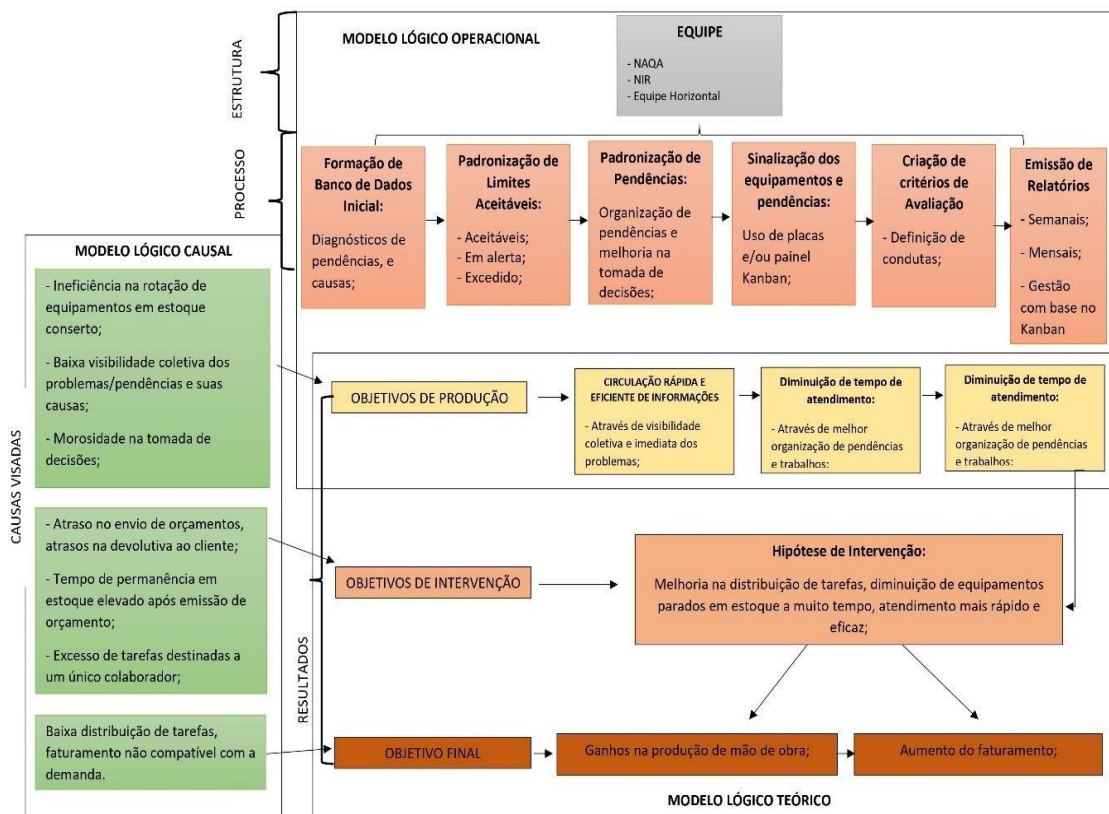 MODELO LÓGICO OPERACIONAL
EQUIPE
- NAQA
- NIR
- Equipe Horizontal
ESTRUTURA
PROCESSO
Formação de
Banco de Dados
Inicial:
Diagnósticos de
pendências, e
causas;
Padronização de
Limites
Aceitáveis:
- Aceitáveis;
- Em alerta;
- Excedido;
Padronização de
Pendências:
Organização de
pendências e
melhoria na
tomada de
decisões;
Sinalização dos
equipamentos e
pendências:
Uso de placas
e/ou painel
Kanban;
Criação de
critérios de
Avaliação
- Definição de
condutas;
Emissão de
Relatórios
- Semanais;
- Mensais;
- Gestão
com base no
Kanban
MODELO LÓGICO CAUSAL
CAUSAS VISADAS
- Ineficiência na rotação de
equipamentos em estoque
conserto;
- Baixa visibilidade coletiva dos
problemas/pendências e suas
causas;
- Morosidade na tomada de
decisões;
- Atraso no envio de orçamentos,
atrasos na devolutiva ao cliente;
- Tempo de permanência em
estoque elevado após emissão de
orçamento;
- Excesso de tarefas destinadas a
um único colaborador;
Baixa distribuição de tarefas,
faturamento não compatível com a
demanda.
RESULTADOS
OBJETIVOS DE PRODUÇÃO
CIRCULAÇÃO RÁPIDA E
EFICIENTE DE INFORMAÇÕES
- Através de visibilidade
coletiva e imediata dos
problemas;
Diminuição de tempo de
atendimento:
- Através de melhor
organização de pendências
e trabalhos:
Diminuição de tempo de
atendimento:
- Através de melhor
organização de pendências
e trabalhos:
OBJETIVOS DE INTERVENÇÃO
Hipótese de Intervenção:
Melhoria na distribuição de tarefas, diminuição de equipamentos
parados em estoque a muito tempo, atendimento mais rápido e
eficaz;
OBJETIVO FINAL
Ganhos na produção de mão de obra;
Aumento do faturamento;
MODELO LÓGICO TEÓRICO